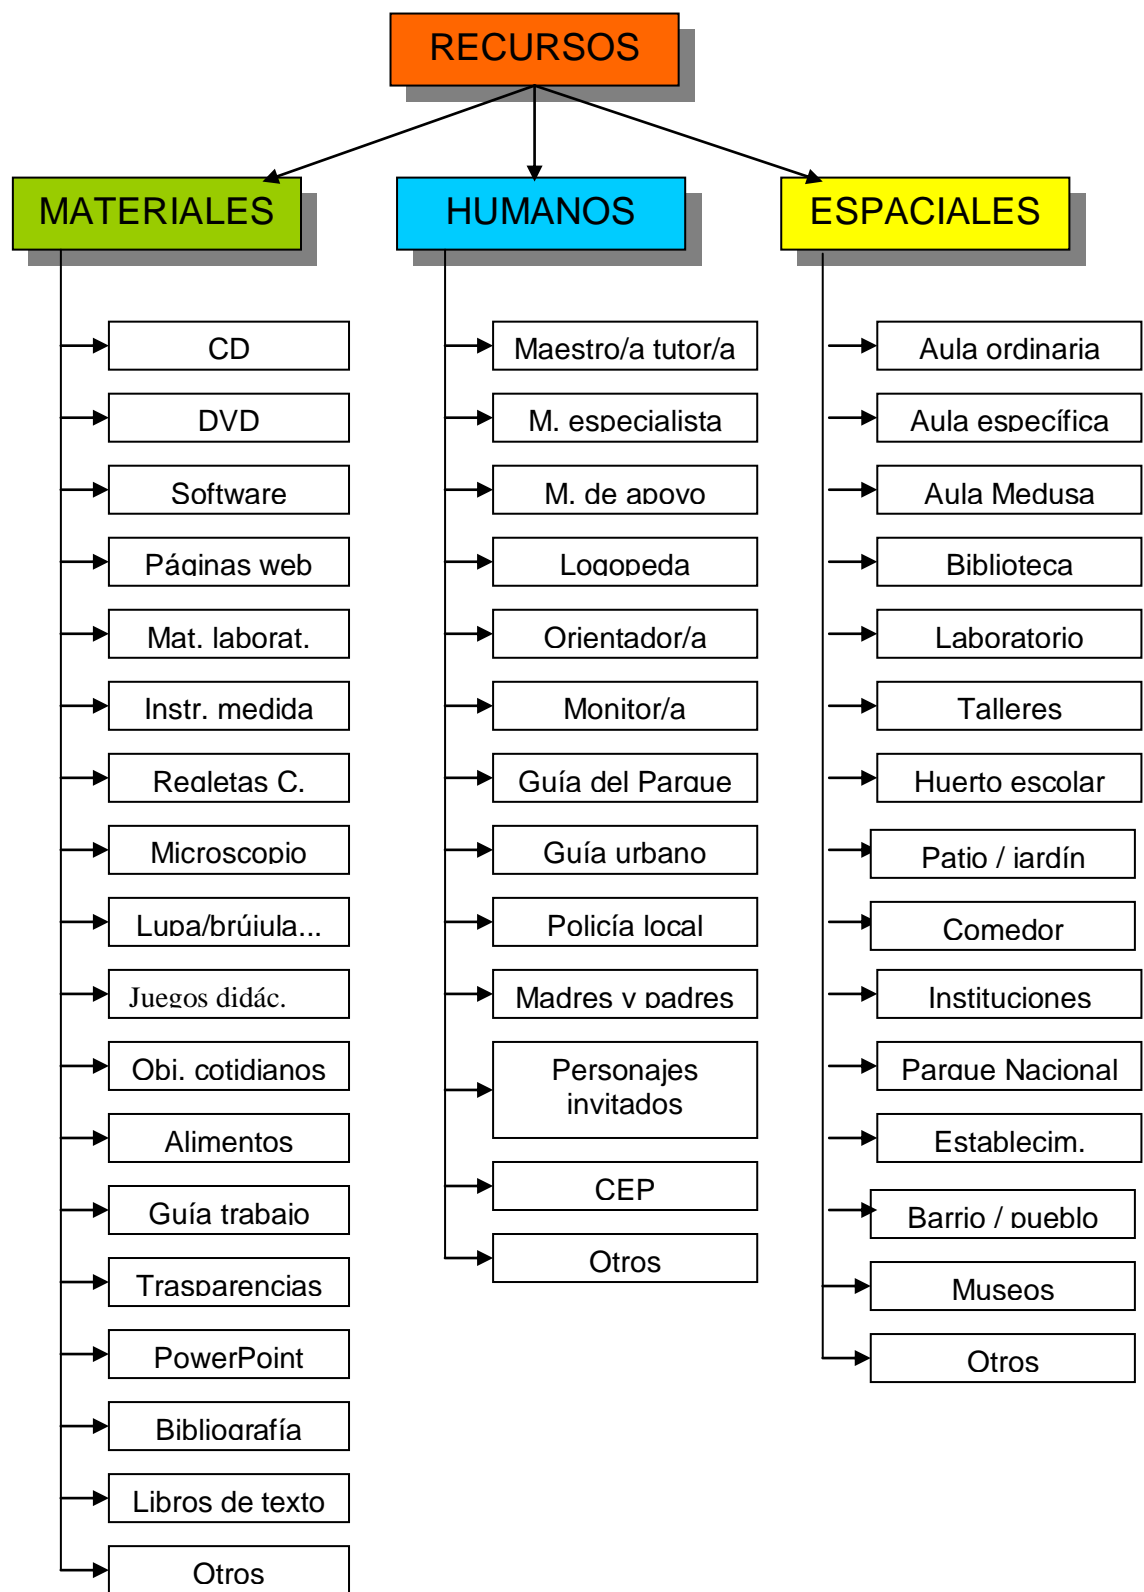 RECURSOS
MATERIALES
HUMANOS
ESPACIALES
CD
DVD
Software
Páginas web
Mat. laborat.
Instr. medida
Regletas C.
Microscopio
Lupa/brújula...
Juegos didác.
Obj. cotidianos
Alimentos
Guía trabajo
Trasparencias
PowerPoint
Bibliografía
Libros de texto
Otros
Maestro/a tutor/a
M. especialista
M. de apoyo
Logopeda
Orientador/a
Monitor/a
Guía del Parque
Guía urbano
Policía local
Madres y padres
Personajes
invitados
CEP
Otros
Aula ordinaria
Aula específica
Aula Medusa
Biblioteca
Laboratorio
Talleres
Huerto escolar
Patio / jardín
Comedor
Instituciones
Parque Nacional
Establecim.
Barrio / pueblo
Museos
Otros